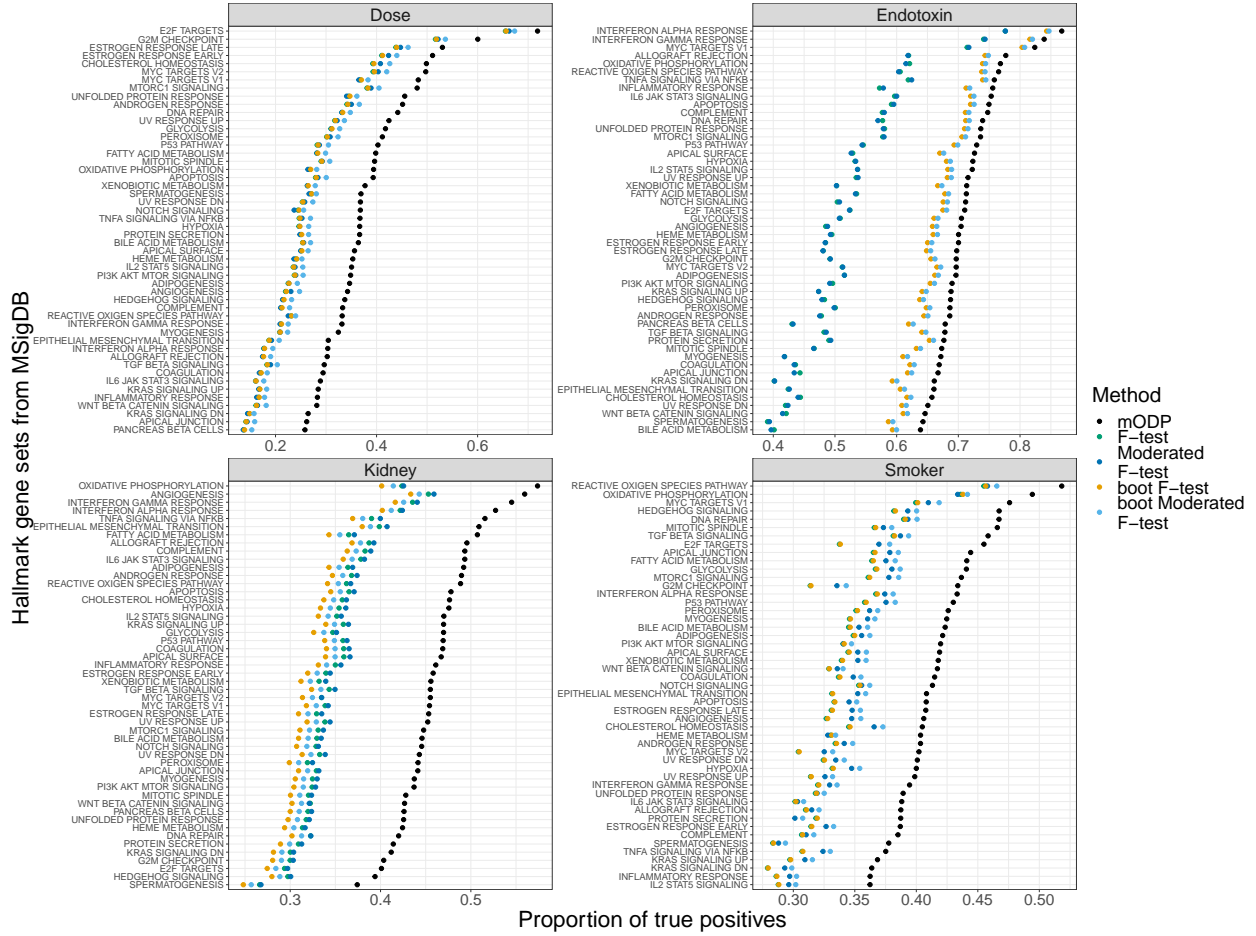 Dose
E2F TARGETS
G2M CHECKPOINT
ESTROGEN RESPONSE LATE
ESTROGEN RESPONSE EARLY
CHOLESTEROL HOMEOSTASIS
MYC TARGETS V2
MYC TARGETS V1
MTORC1 SIGNALING
UNFOLDED PROTEIN RESPONSE
ANDROGEN RESPONSE
DNA REPAIR
UV RESPONSE UP
GLYCOLYSIS
PEROXISOME
P53 PATHWAY
FATTY ACID METABOLISM
MITOTIC SPINDLE
OXIDATIVE PHOSPHORYLATION
APOPTOSIS
XENOBIOTIC METABOLISM
SPERMATOGENESIS
UV RESPONSE DN
NOTCH SIGNALING
TNFA SIGNALING VIA NFKB
HYPOXIA
PROTEIN SECRETION
BILE ACID METABOLISM
APICAL SURFACE
HEME METABOLISM
IL2 STAT5 SIGNALING
PI3K AKT MTOR SIGNALING
ADIPOGENESIS
ANGIOGENESIS
HEDGEHOG SIGNALING
COMPLEMENT
REACTIVE OXIGEN SPECIES PATHWAY
INTERFERON GAMMA RESPONSE
MYOGENESIS
EPITHELIAL MESENCHYMAL TRANSITION
INTERFERON ALPHA RESPONSE
ALLOGRAFT REJECTION
TGF BETA SIGNALING
COAGULATION
IL6 JAK STAT3 SIGNALING
KRAS SIGNALING UP
INFLAMMATORY RESPONSE
WNT BETA CATENIN SIGNALING
KRAS SIGNALING DN
APICAL JUNCTION
PANCREAS BETA CELLS
0.2 0.4 0.6
Endotoxin
INTERFERON ALPHA RESPONSE
INTERFERON GAMMA RESPONSE
MYC TARGETS V1
ALLOGRAFT REJECTION
OXIDATIVE PHOSPHORYLATION
REACTIVE OXIGEN SPECIES PATHWAY
TNFA SIGNALING VIA NFKB
INFLAMMATORY RESPONSE
IL6 JAK STAT3 SIGNALING
APOPTOSIS
COMPLEMENT
DNA REPAIR
UNFOLDED PROTEIN RESPONSE
MTORC1 SIGNALING
P53 PATHWAY
APICAL SURFACE
HYPOXIA
IL2 STAT5 SIGNALING
UV RESPONSE UP
XENOBIOTIC METABOLISM
FATTY ACID METABOLISM
NOTCH SIGNALING
E2F TARGETS
GLYCOLYSIS
ANGIOGENESIS
HEME METABOLISM
ESTROGEN RESPONSE EARLY
ESTROGEN RESPONSE LATE
G2M CHECKPOINT
MYC TARGETS V2
ADIPOGENESIS
PI3K AKT MTOR SIGNALING
KRAS SIGNALING UP
HEDGEHOG SIGNALING
PEROXISOME
ANDROGEN RESPONSE
PANCREAS BETA CELLS
TGF BETA SIGNALING
PROTEIN SECRETION
MITOTIC SPINDLE
MYOGENESIS
COAGULATION
APICAL JUNCTION
KRAS SIGNALING DN
EPITHELIAL MESENCHYMAL TRANSITION
CHOLESTEROL HOMEOSTASIS
UV RESPONSE DN
WNT BETA CATENIN SIGNALING
SPERMATOGENESIS
BILE ACID METABOLISM
0.4 0.5 0.6 0.7 0.8
Kidney
OXIDATIVE PHOSPHORYLATION
ANGIOGENESIS
INTERFERON GAMMA RESPONSE
INTERFERON ALPHA RESPONSE
TNFA SIGNALING VIA NFKB
EPITHELIAL MESENCHYMAL TRANSITION
FATTY ACID METABOLISM
ALLOGRAFT REJECTION
COMPLEMENT
IL6 JAK STAT3 SIGNALING
ADIPOGENESIS
ANDROGEN RESPONSE
REACTIVE OXIGEN SPECIES PATHWAY
APOPTOSIS
CHOLESTEROL HOMEOSTASIS
HYPOXIA
IL2 STAT5 SIGNALING
KRAS SIGNALING UP
GLYCOLYSIS
P53 PATHWAY
COAGULATION
APICAL SURFACE
INFLAMMATORY RESPONSE
ESTROGEN RESPONSE EARLY
XENOBIOTIC METABOLISM
TGF BETA SIGNALING
MYC TARGETS V2
MYC TARGETS V1
ESTROGEN RESPONSE LATE
UV RESPONSE UP
MTORC1 SIGNALING
BILE ACID METABOLISM
NOTCH SIGNALING
UV RESPONSE DN
PEROXISOME
APICAL JUNCTION
MYOGENESIS
PI3K AKT MTOR SIGNALING
MITOTIC SPINDLE
WNT BETA CATENIN SIGNALING
PANCREAS BETA CELLS
UNFOLDED PROTEIN RESPONSE
HEME METABOLISM
DNA REPAIR
PROTEIN SECRETION
KRAS SIGNALING DN
G2M CHECKPOINT
E2F TARGETS
HEDGEHOG SIGNALING
SPERMATOGENESIS
0.3 0.4 0.5
Smoker
REACTIVE OXIGEN SPECIES PATHWAY
OXIDATIVE PHOSPHORYLATION
MYC TARGETS V1
HEDGEHOG SIGNALING
DNA REPAIR
MITOTIC SPINDLE
TGF BETA SIGNALING
E2F TARGETS
APICAL JUNCTION
FATTY ACID METABOLISM
GLYCOLYSIS
MTORC1 SIGNALING
G2M CHECKPOINT
INTERFERON ALPHA RESPONSE
P53 PATHWAY
PEROXISOME
MYOGENESIS
BILE ACID METABOLISM
ADIPOGENESIS
PI3K AKT MTOR SIGNALING
APICAL SURFACE
XENOBIOTIC METABOLISM
WNT BETA CATENIN SIGNALING
COAGULATION
NOTCH SIGNALING
EPITHELIAL MESENCHYMAL TRANSITION
APOPTOSIS
ESTROGEN RESPONSE LATE
ANGIOGENESIS
CHOLESTEROL HOMEOSTASIS
HEME METABOLISM
ANDROGEN RESPONSE
MYC TARGETS V2
UV RESPONSE DN
HYPOXIA
UV RESPONSE UP
INTERFERON GAMMA RESPONSE
UNFOLDED PROTEIN RESPONSE
IL6 JAK STAT3 SIGNALING
ALLOGRAFT REJECTION
PROTEIN SECRETION
ESTROGEN RESPONSE EARLY
COMPLEMENT
SPERMATOGENESIS
TNFA SIGNALING VIA NFKB
KRAS SIGNALING UP
KRAS SIGNALING DN
INFLAMMATORY RESPONSE
IL2 STAT5 SIGNALING
0.30 0.35 0.40 0.45 0.50
Hallmark gene sets from MSigDB
Proportion of true positives
Method
mODP
F−test
Moderated
F−test
boot F−test
boot Moderated
F−test